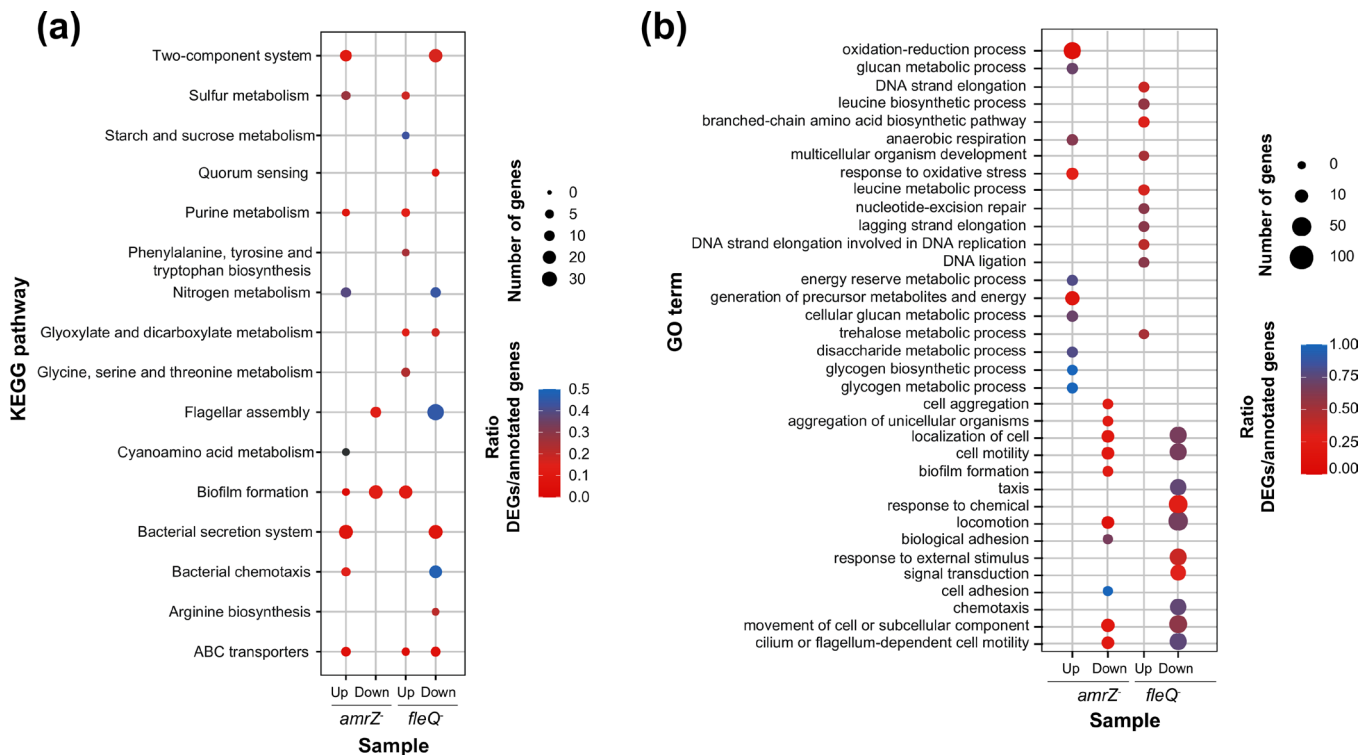 (a)
KEGG pathway
Two-component system
Sulfur metabolism
Starch and sucrose metabolism
Quorum sensing
Purine metabolism
Phenylalanine, tyrosine and
tryptophan biosynthesis
Nitrogen metabolism
Glyoxylate and dicarboxylate metabolism
Glycine, serine and threonine metabolism
Flagellar assembly
Cyanoamino acid metabolism
Biofilm formation
Bacterial secretion system
Bacterial chemotaxis
Arginine biosynthesis
ABC transporters
Up Down Up Down
amrZ- fleQ-
Sample
Number of genes
0
5
10
20
30
Ratio
DEGs/annotated genes
0.5
0.4
0.3
0.2
0.1
0.0
(b)
GO term
oxidation-reduction process
glucan metabolic process
DNA strand elongation
leucine biosynthetic process
branched-chain amino acid biosynthetic pathway
anaerobic respiration
multicellular organism development
response to oxidative stress
leucine metabolic process
nucleotide-excision repair
lagging strand elongation
DNA strand elongation involved in DNA replication
DNA ligation
energy reserve metabolic process
generation of precursor metabolites and energy
cellular glucan metabolic process
trehalose metabolic process
disaccharide metabolic process
glycogen biosynthetic process
glycogen metabolic process
cell aggregation
aggregation of unicellular organisms
localization of cell
cell motility
biofilm formation
taxis
response to chemical
locomotion
biological adhesion
response to external stimulus
signal transduction
cell adhesion
chemotaxis
movement of cell or subcellular component
cilium or flagellum-dependent cell motility
Up Down Up Down
amrZ- fleQ-
Sample
Number of genes
0
10
50
100
Ratio
DEGs/annotated genes
1.00
0.75
0.50
0.25
0.00